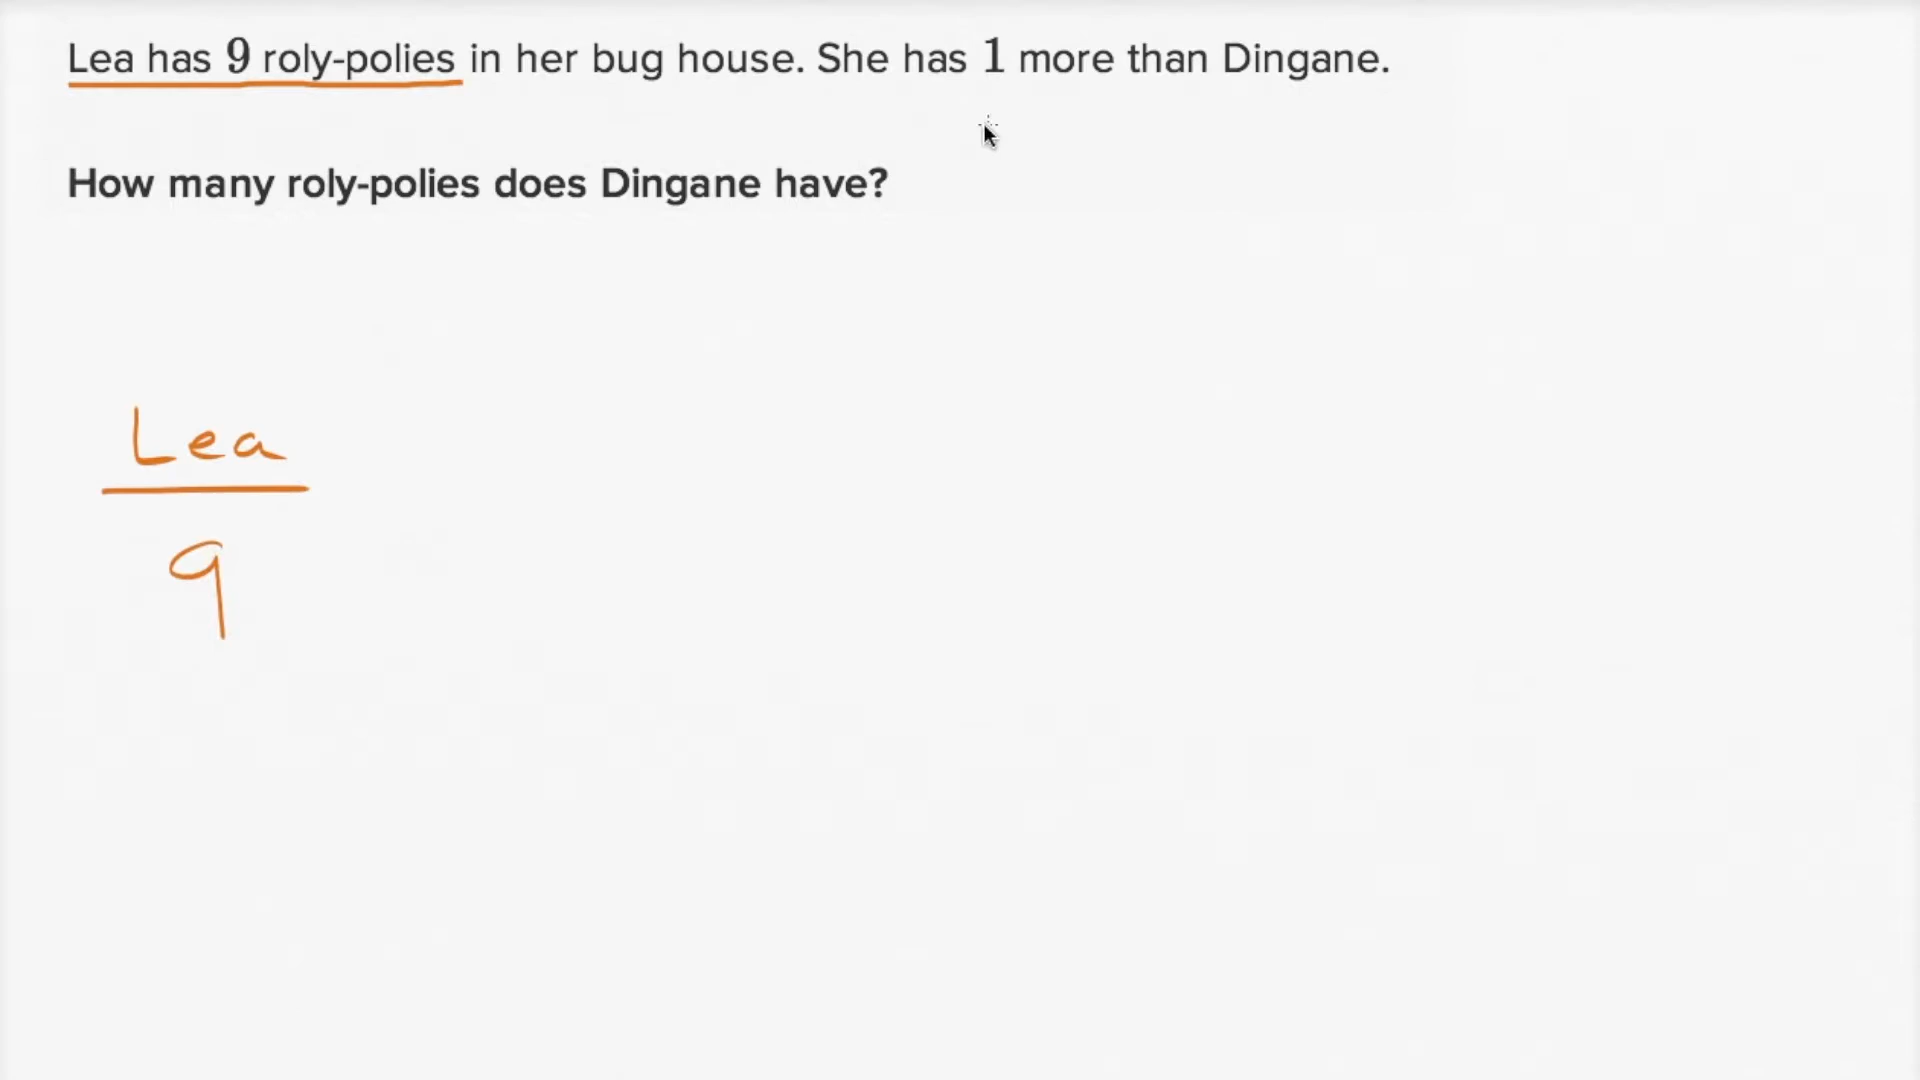 Lea has 9 roly-polies in her bug house. She has 1 more than Dingane.
How many roly-polies does Dingane have?
Lea
9